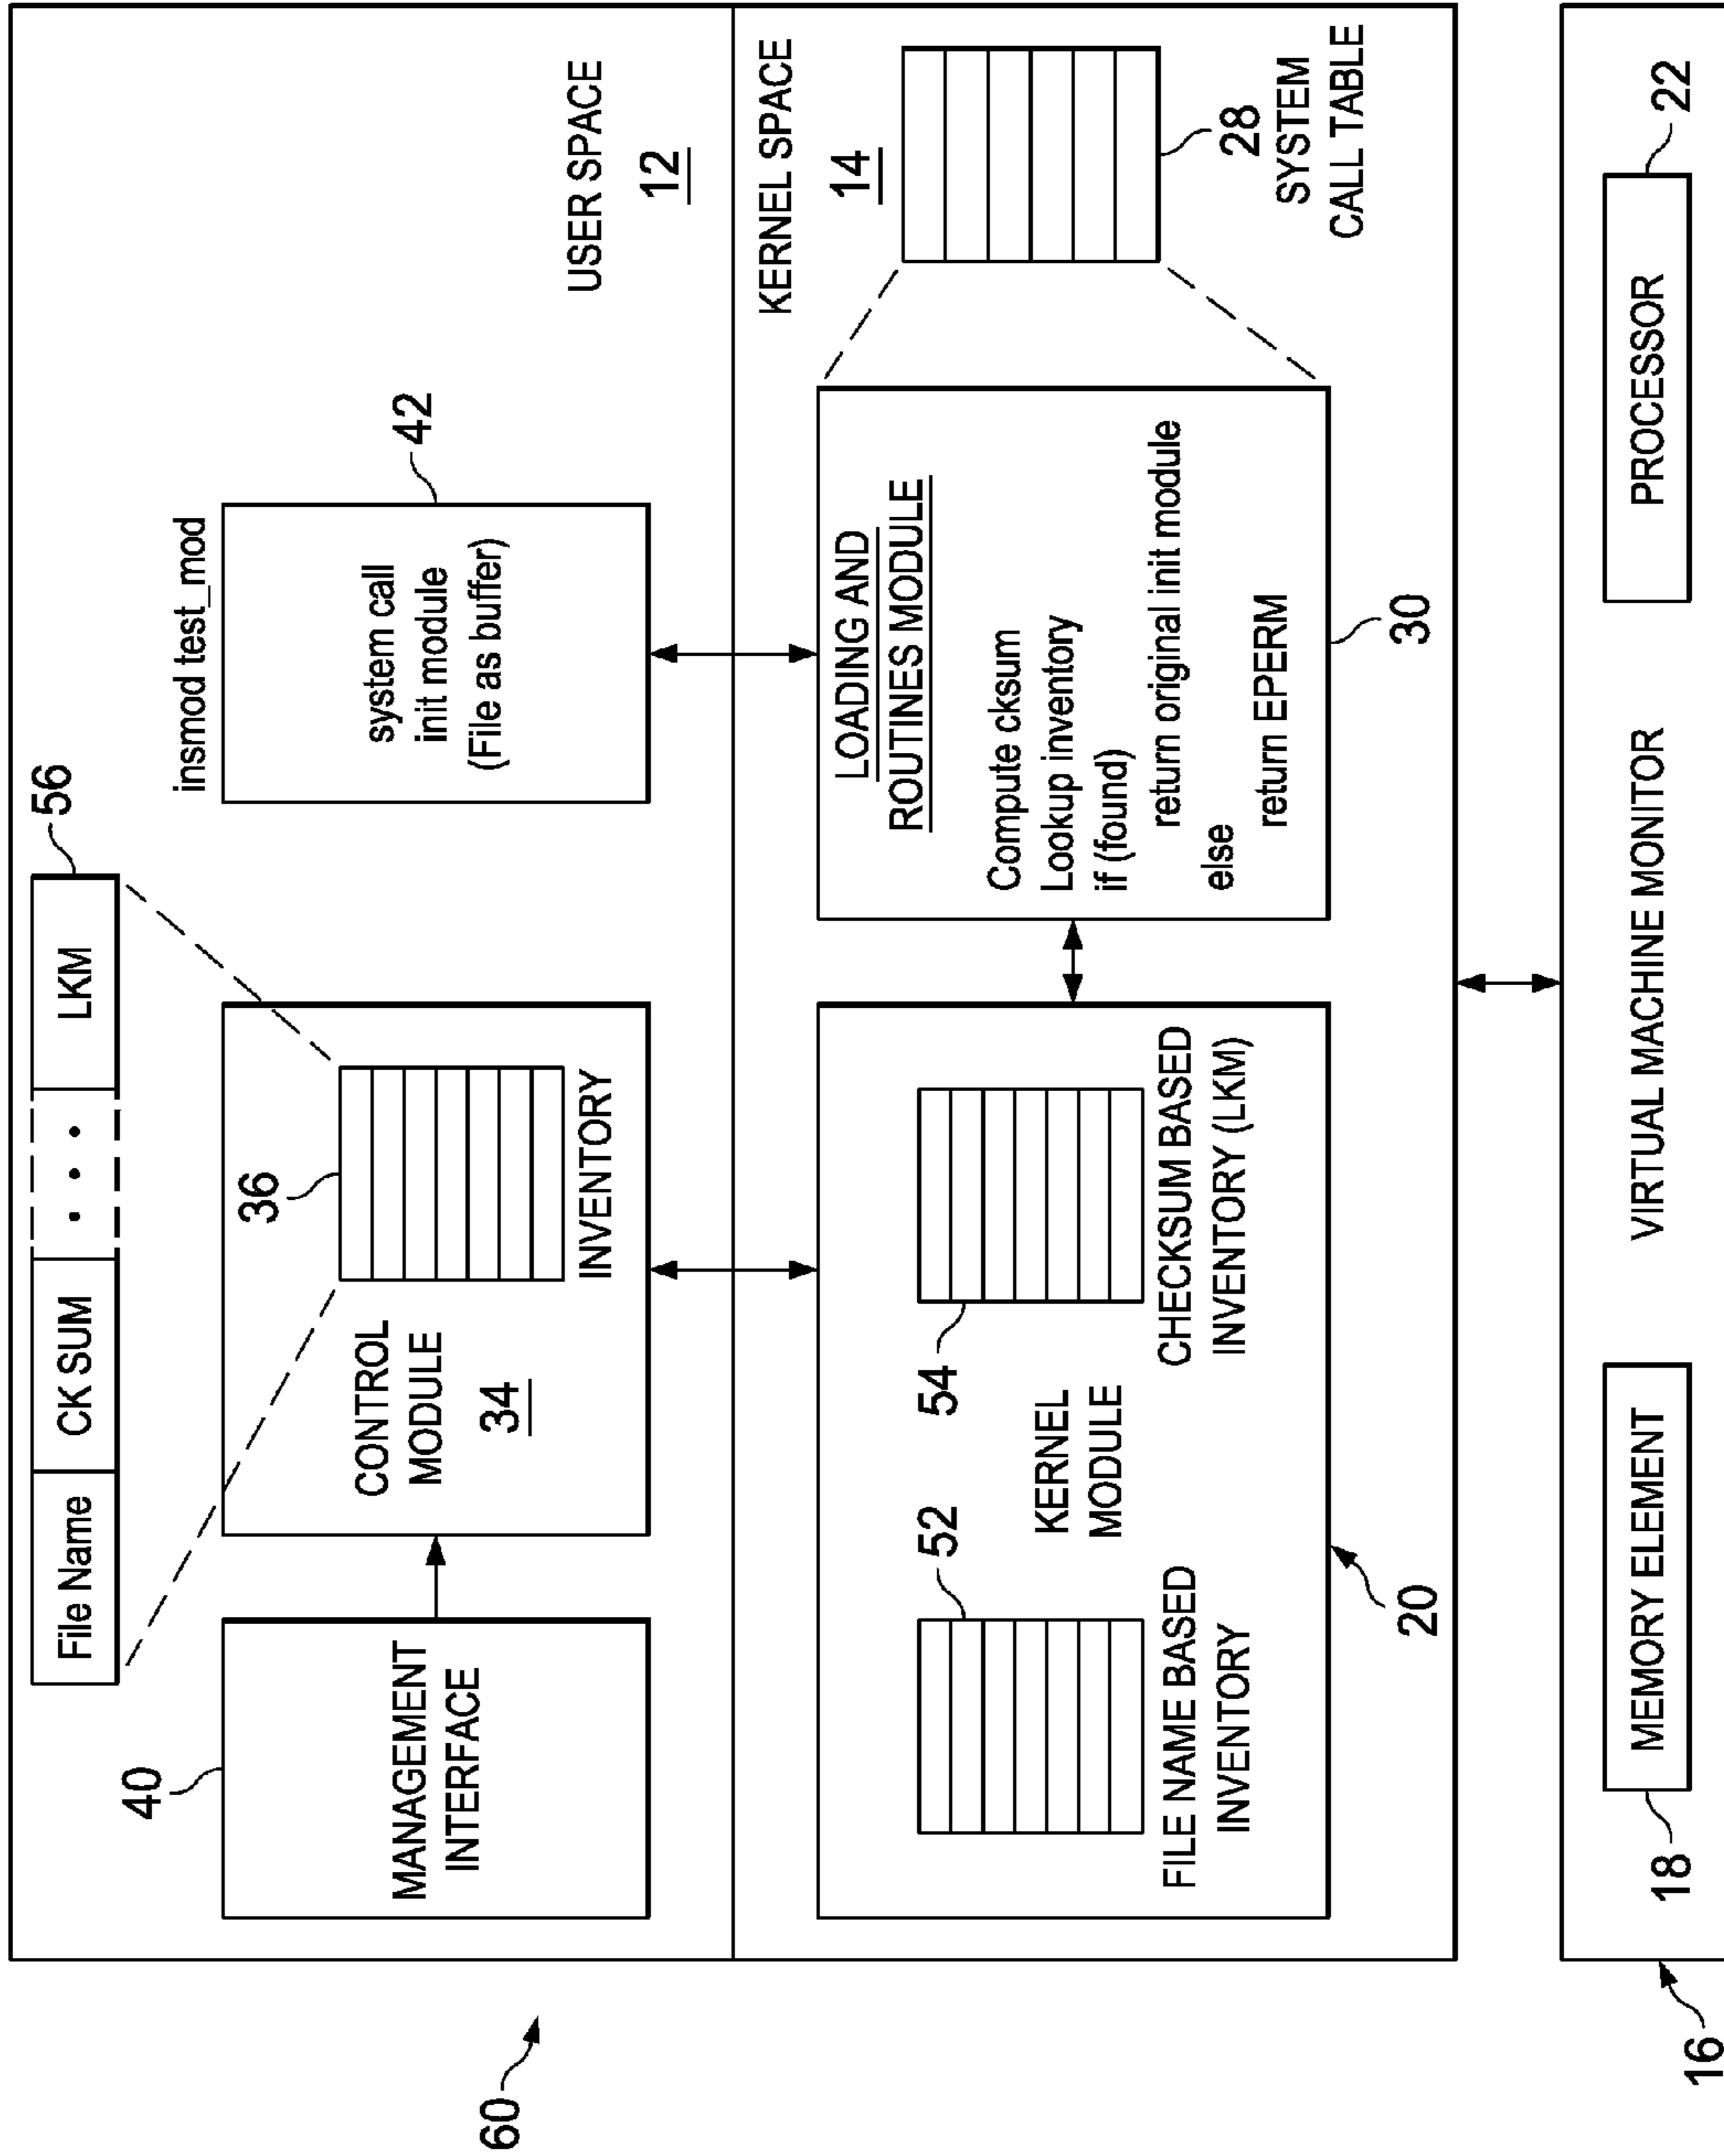 60
56
File Name
CK SUM
• • •
LKM
40
MANAGEMENT
INTERFACE
CONTROL
MODULE
34
36
INVENTORY
insmod test_mod
42
system call
init module
(File as buffer)
USER SPACE
12
KERNEL SPACE
14
52
FILE NAME BASED
INVENTORY
KERNEL
MODULE
54
CHECKSUM BASED
INVENTORY (LKM)
20
LOADING AND
ROUTINES MODULE
Compute cksum
Lookup inventory
if (found)
return original init module
else
return EPERM
30
28
SYSTEM
CALL TABLE
16
18
MEMORY ELEMENT
VIRTUAL MACHINE MONITOR
PROCESSOR
22